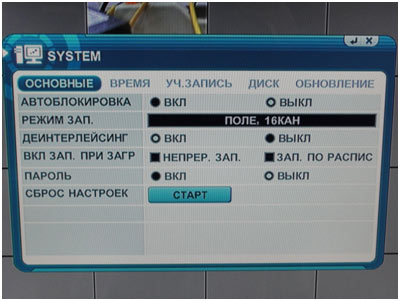 SYSTEM
ОСНОВНЫЕ ВРЕМЯ УЧ.ЗАПИСЬ ДИСК ОБНОВЛЕНИЕ
АВТОБЛОКИРОВКА ВКЛ ВЫКЛ
РЕЖИМ ЗАП. ПОЛЕ. 16КАН
ДЕИНТЕРЛЕЙСИНГ ВКЛ ВЫКЛ
ВКЛ ЗАП. ПРИ ЗАГР НЕПРЕР. ЗАП. ЗАП. ПО РАСПИС
ПАРОЛЬ ВКЛ ВЫКЛ
СБРОС НАСТРОЕК СТАРТ